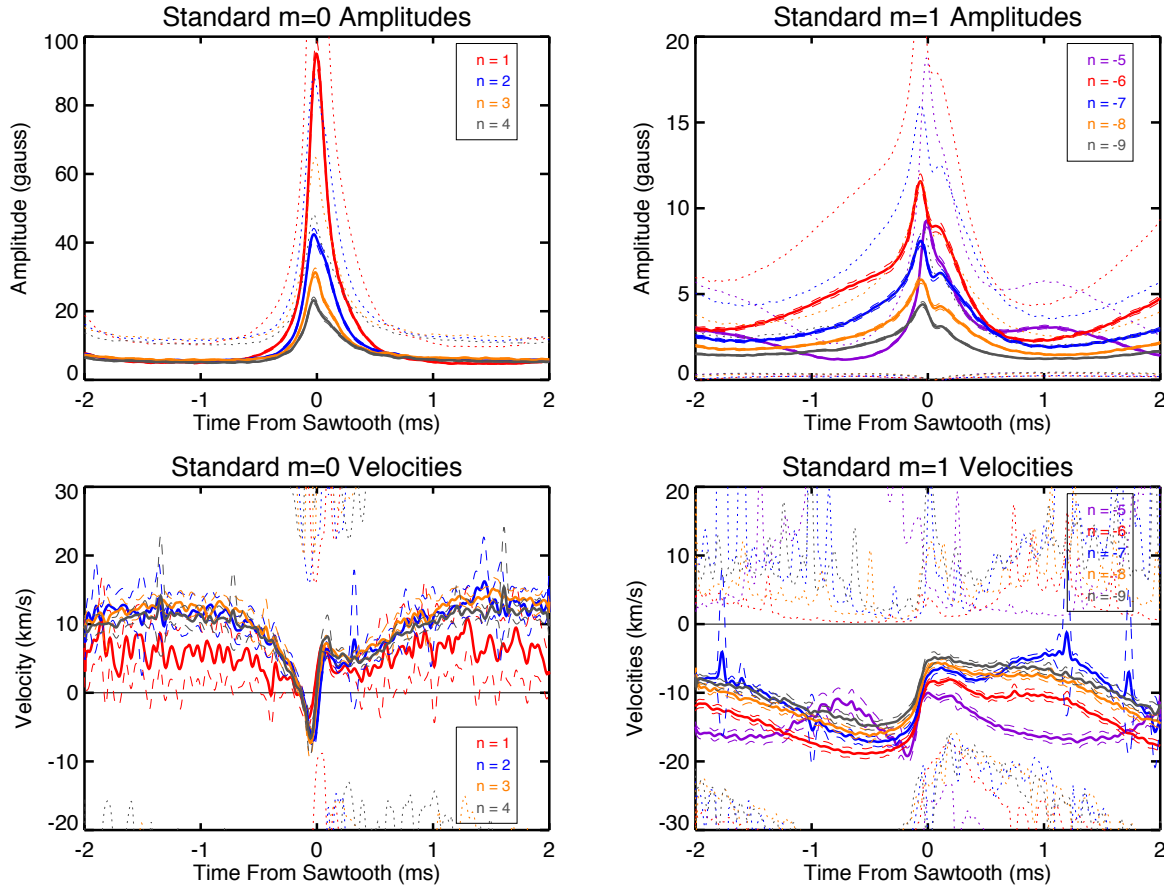 Standard m=0 Amplitudes
100
80
60
40
20
0
Amplitude (gauss)
n = 1
n = 2
n = 3
n = 4
-2 -1 0 1 2
Time From Sawtooth (ms)
Standard m=1 Amplitudes
20
15
10
5
0
Amplitude (gauss)
n = -5
n = -6
n = -7
n = -8
n = -9
-2 -1 0 1 2
Time From Sawtooth (ms)
Standard m=0 Velocities
30
20
10
0
-10
-20
Velocity (km/s)
n = 1
n = 2
n = 3
n = 4
-2 -1 0 1 2
Time From Sawtooth (ms)
Standard m=1 Velocities
20
10
0
-10
-20
-30
Velocities (km/s)
n = -5
n = -6
n = -7
n = -8
n = -9
-2 -1 0 1 2
Time From Sawtooth (ms)